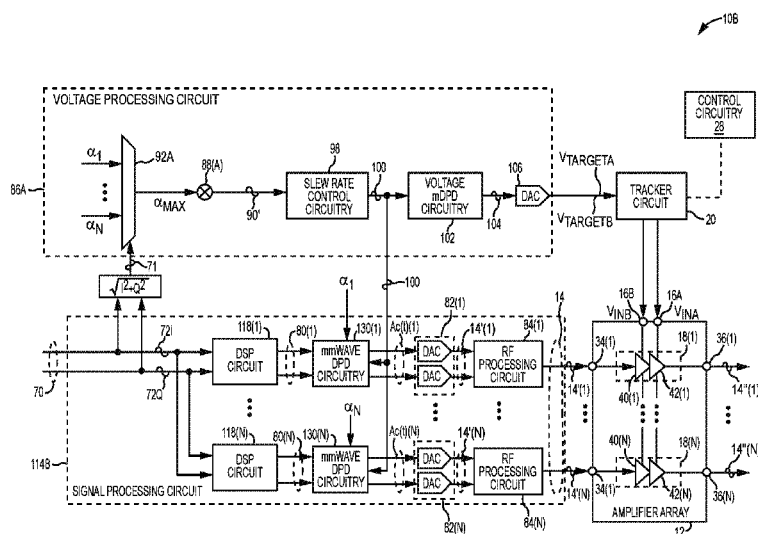 10B
VOLTAGE PROCESSING CIRCUIT
CONTROL
CIRCUITRY
28
92A
α1
αN
αMAX
88(A)
90'
86A
98
SLEW RATE
CONTROL
CIRCUITRY
100
VOLTAGE
mDPD
CIRCUITRY
102
104
106
DAC
VTARGETA
VTARGETB
TRACKER
CIRCUIT
20
71
√I²+Q²
100
VINB
16B
16A
VINA
70
72I
72Q
118(1)
DSP
CIRCUIT
80(1)
α1
130(1)
mmWAVE
DPD
CIRCUITRY
Ac(t)(1)
82(1)
DAC
DAC
14'(1)
84(1)
RF
PROCESSING
CIRCUIT
14
14'(1)
34(1)
18(1)
40(1)
42(1)
36(1)
14"(1)
118(N)
DSP
CIRCUIT
80(N)
αN
130(N)
mmWAVE
DPD
CIRCUITRY
Ac(t)(N)
DAC
DAC
82(N)
14'(N)
RF
PROCESSING
CIRCUIT
84(N)
14'(N)
34(1)
40(N)
18(N)
42(N)
36(N)
14"(N)
114B
SIGNAL PROCESSING CIRCUIT
AMPLIFIER ARRAY
12